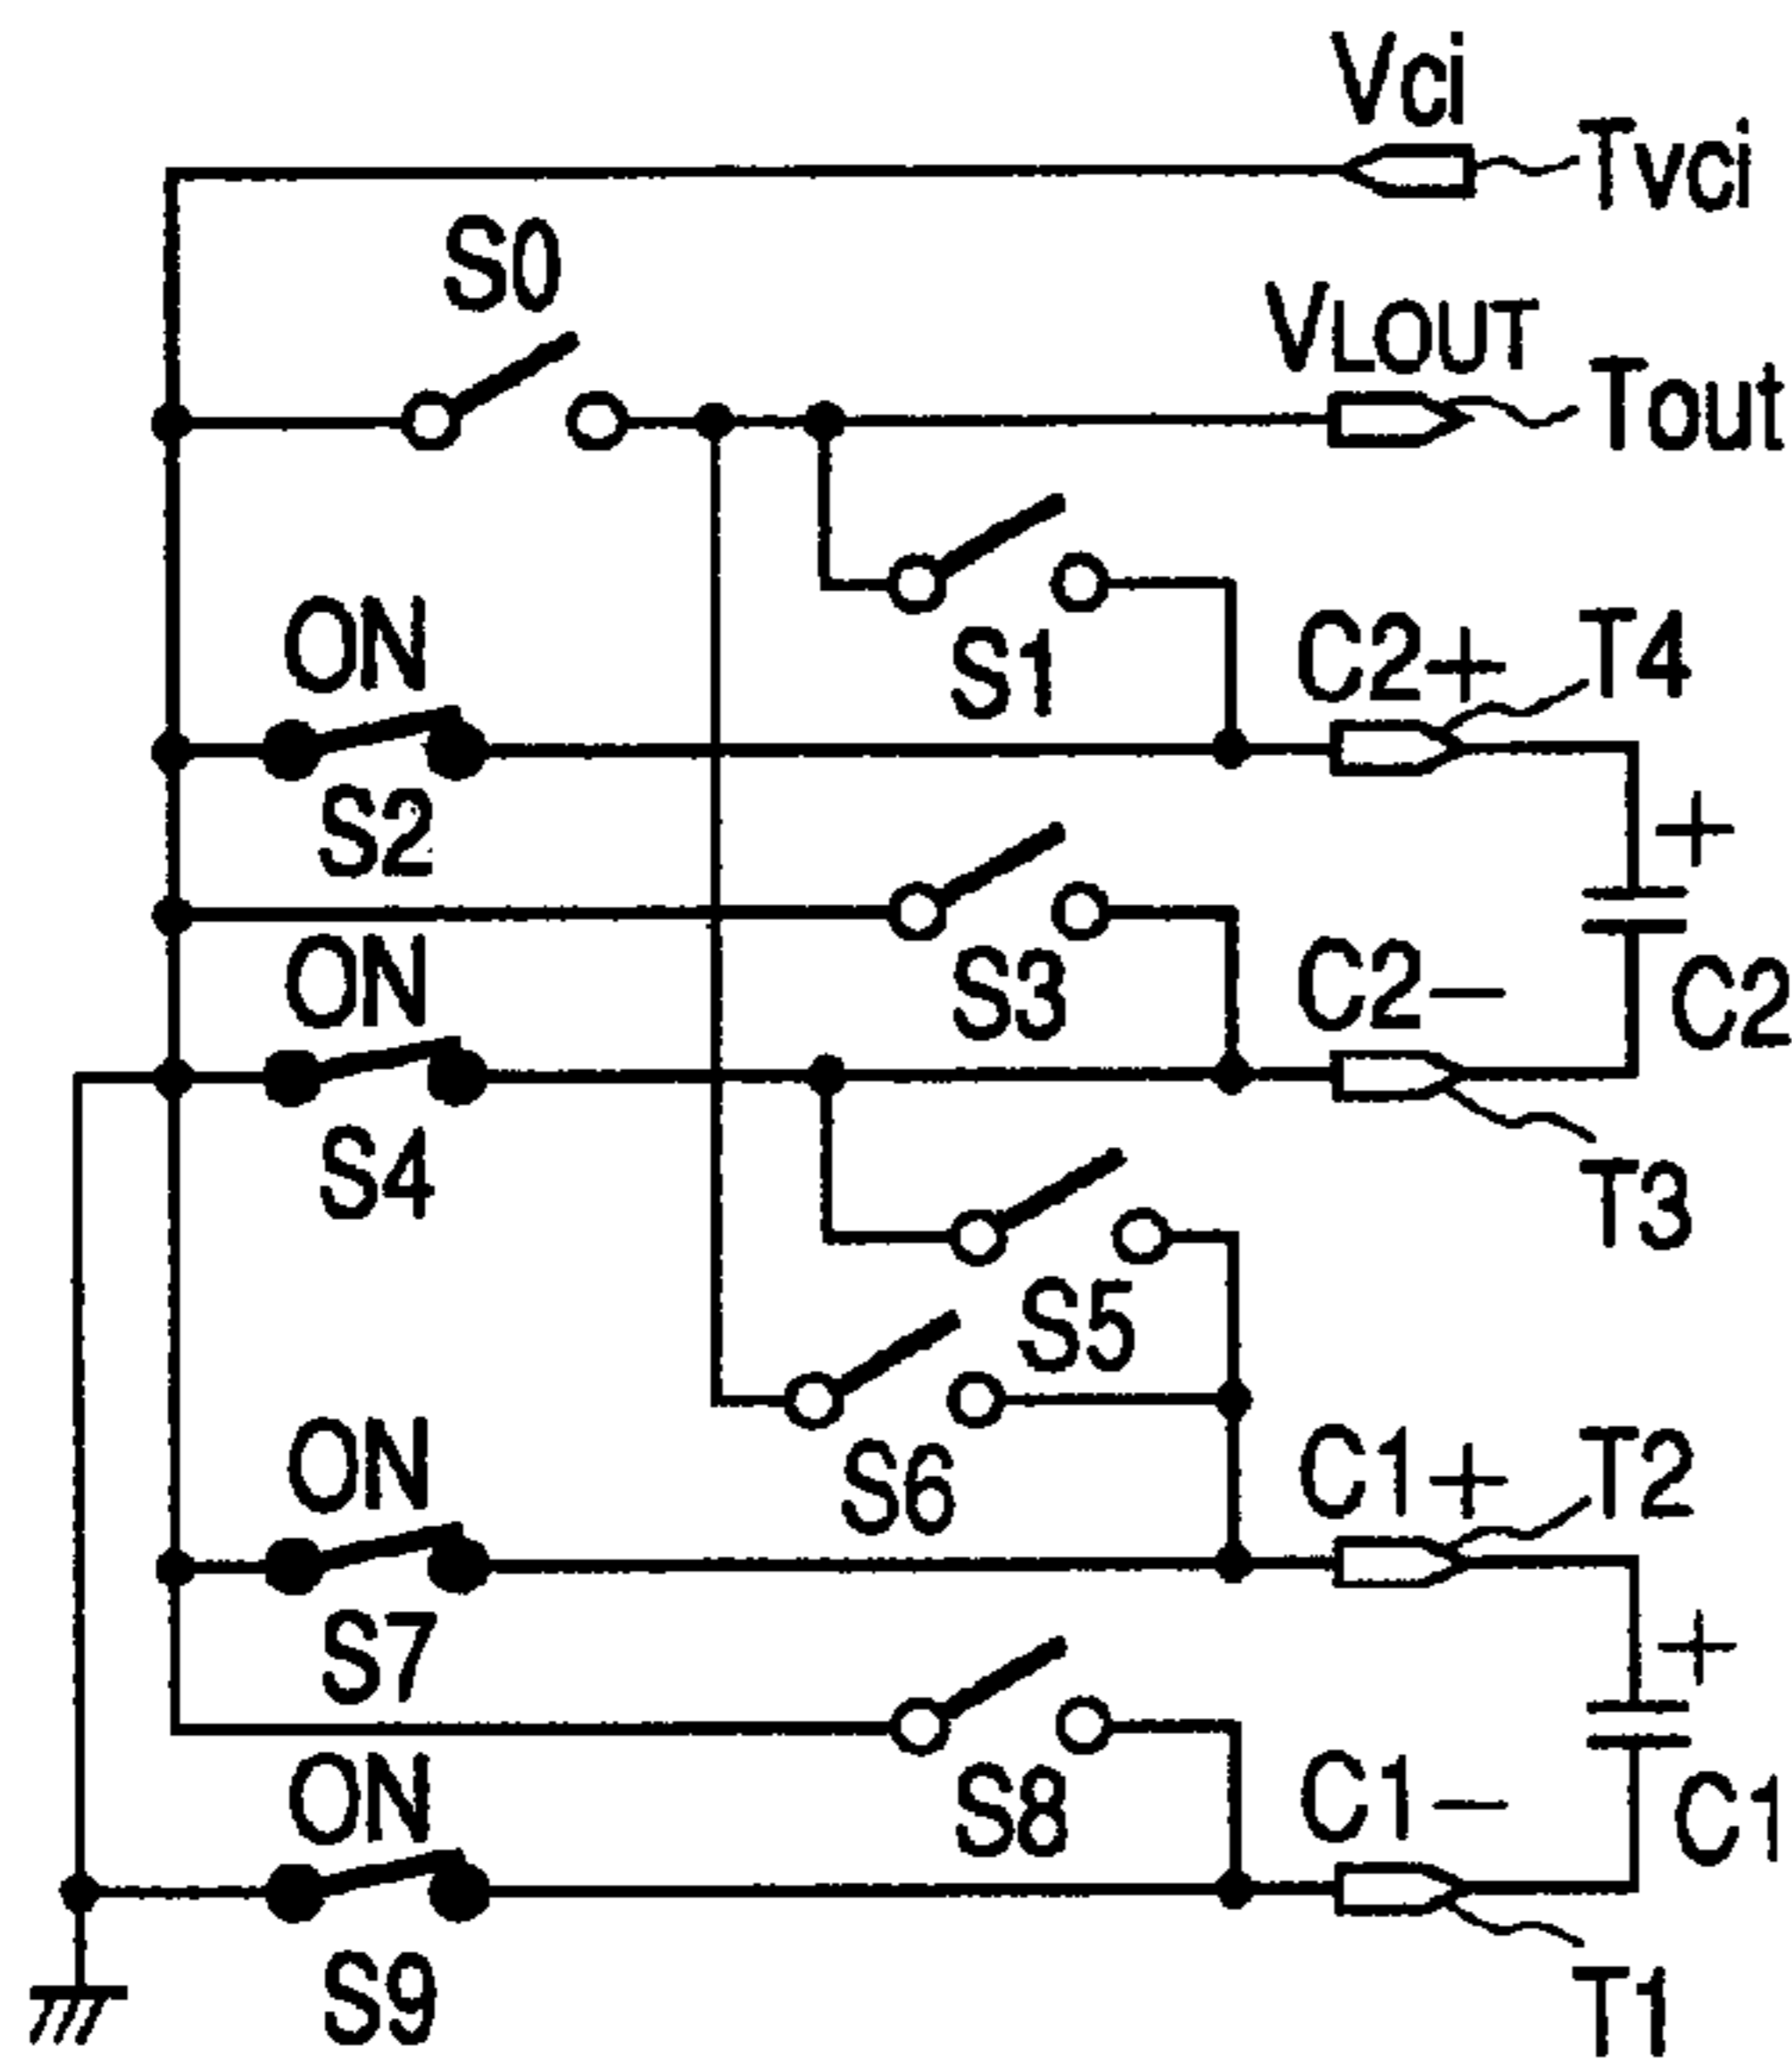 Vci
Tvci
S0
VLOUT
Tout
ON
S1
C2+
T4
S2
+
ON
S3
C2-
C2
S4
T3
S5
ON
S6
C1+
T2
S7
+
ON
S8
C1-
C1
S9
T1